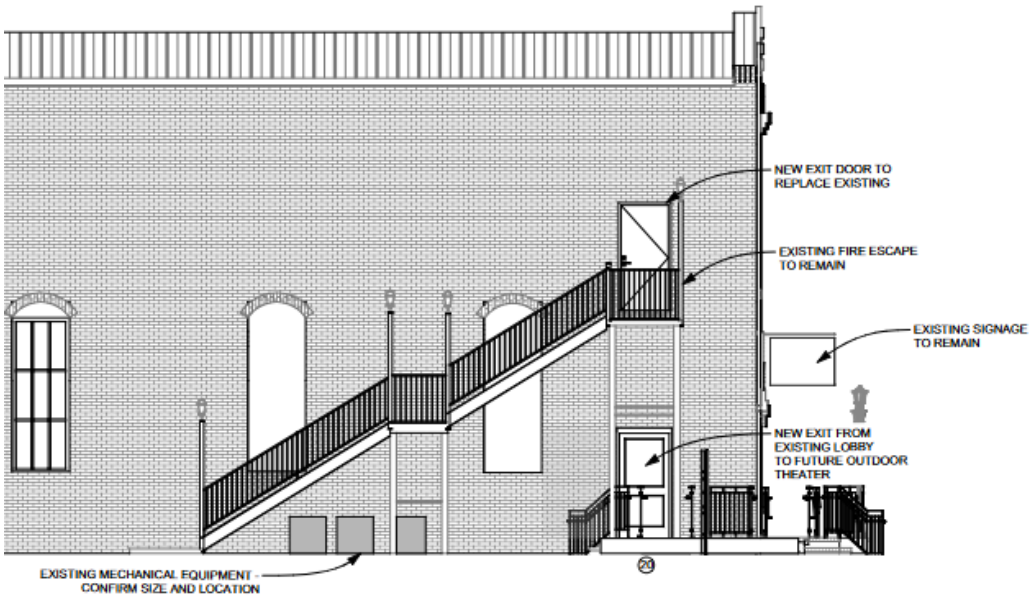 NEW EXIT DOOR TO
REPLACE EXISTING
EXISTING FIRE ESCAPE
TO REMAIN
EXISTING SIGNAGE
TO REMAIN
NEW EXIT FROM
EXISTING LOBBY
TO FUTURE OUTDOOR
THEATER
20
EXISTING MECHANICAL EQUIPMENT -
CONFIRM SIZE AND LOCATION